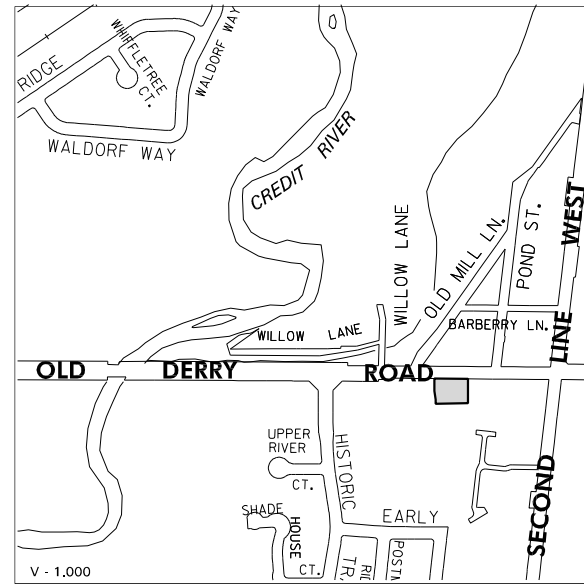 RIDGE
WHIFFLETREE
CT.
WALDORF WAY
WALDORF WAY
CREDIT RIVER
WILLOW LANE
OLD MILL LN.
POND ST.
WEST
LINE
SECOND
WILLOW LANE
BARBERRY LN.
OLD DERRY ROAD
UPPER
RIVER
CT.
HISTORIC
SHADE
HOUSE
CT.
EARLY
TR.
V - 1.000